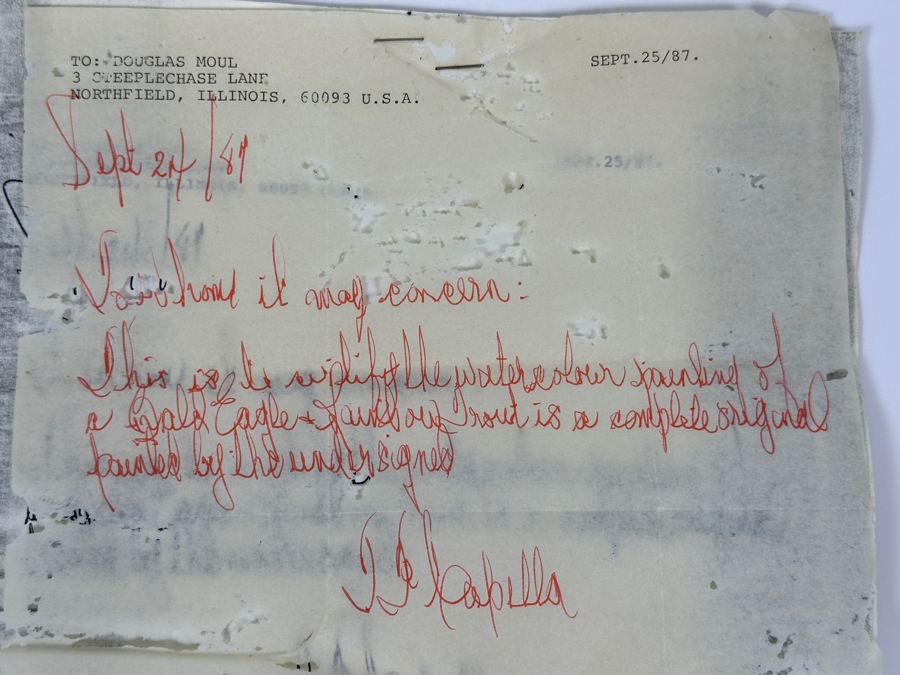 TO: DOUGLAS MOUL
SEPT.25/87.
3 STEEPLECHASE LANE
NORTHFIELD, ILLINOIS, 60093 U.S.A.
Sept 24/87
To whom it may concern:
This is to certify the watercolour painting of
a Bald Eagle & Rainbow Trout is a complete original
painted by the undersigned
Kapella